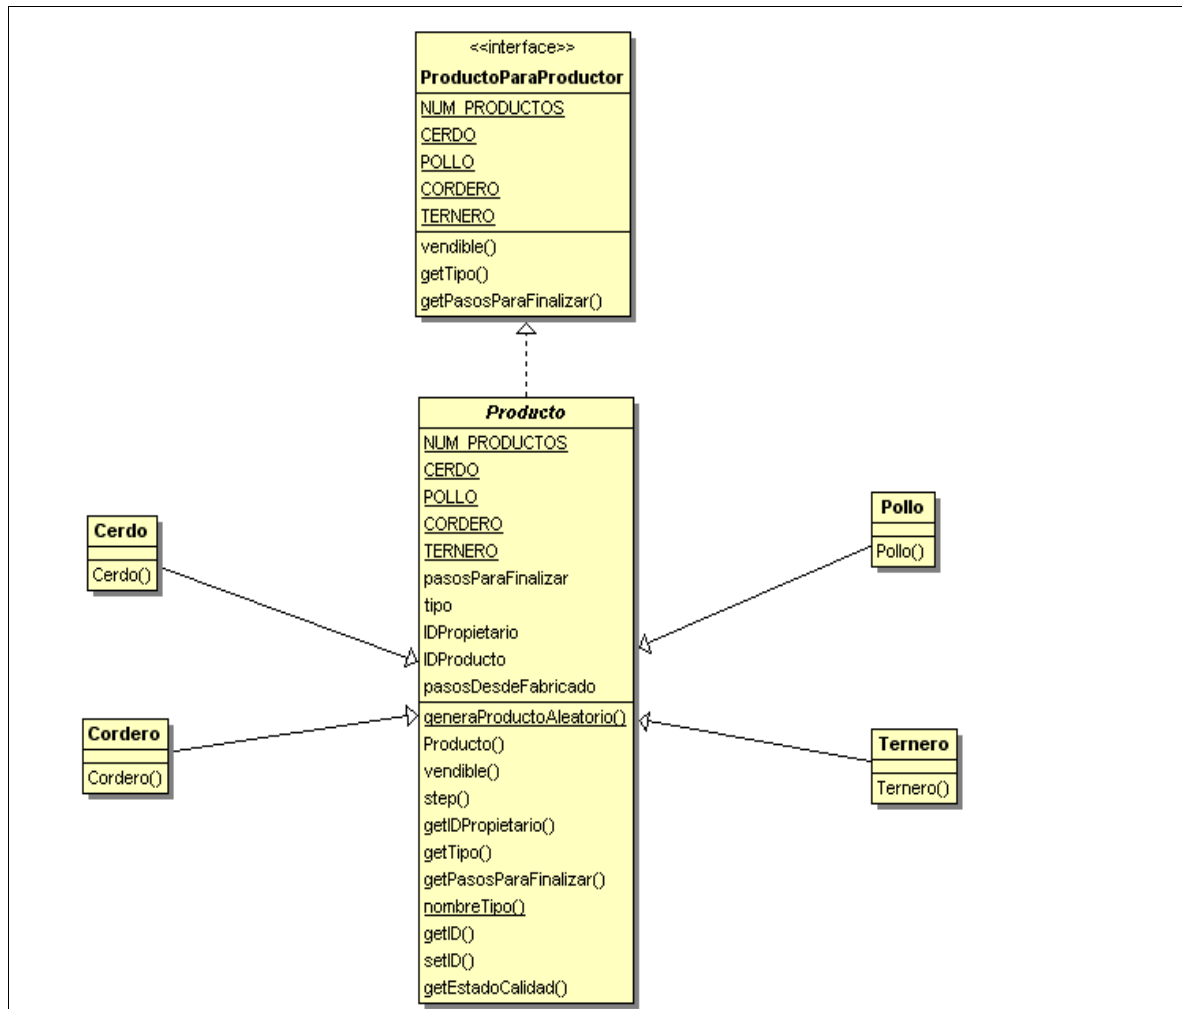 <<interface>>
ProductoParaProductor
NUM_PRODUCTOS
CERDO
POLLO
CORDERO
TERNERO
vendible()
getTipo()
getPasosParaFinalizar()
Producto
NUM_PRODUCTOS
CERDO
POLLO
CORDERO
TERNERO
pasosParaFinalizar
tipo
IDPropietario
IDProducto
pasosDesdeFabricado
generaProductoAleatorio()
Producto()
vendible()
step()
getIDPropietario()
getTipo()
getPasosParaFinalizar()
nombreTipo()
getID()
setID()
getEstadoCalidad()
Cerdo
Cerdo()
Cordero
Cordero()
Pollo
Pollo()
Ternero
Ternero()